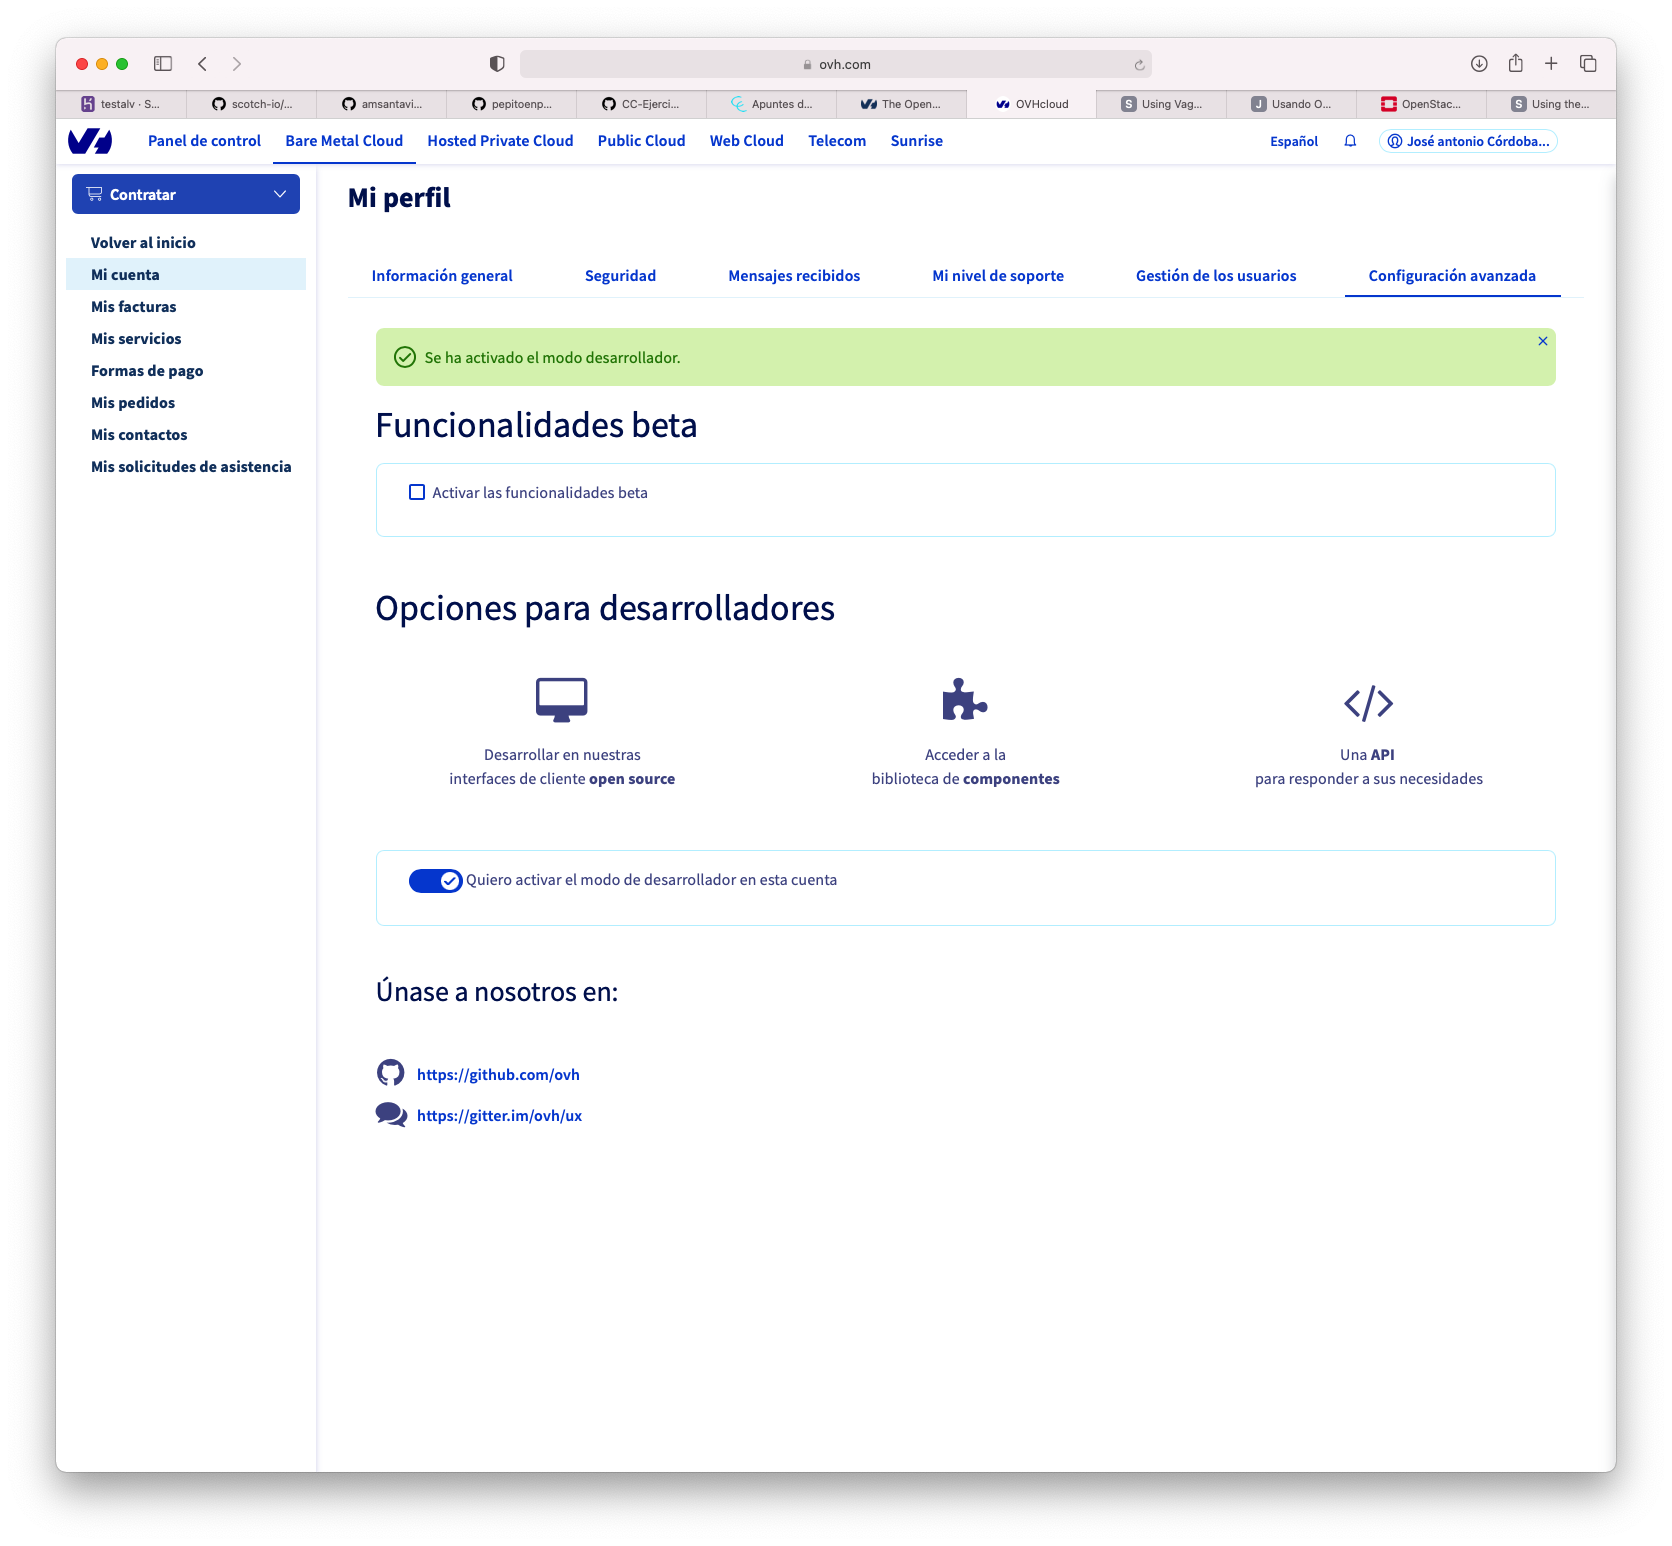 ovh.com
testalv · S...
scotch-io/...
amsantavi...
pepitoenp...
CC-Ejerci...
Apuntes d...
The Open...
OVHcloud
Using Vag...
Usando O...
OpenStac...
Using the...
Panel de control
Bare Metal Cloud
Hosted Private Cloud
Public Cloud
Web Cloud
Telecom
Sunrise
Español
José antonio Córdoba...
Contratar
Volver al inicio
Mi cuenta
Mis facturas
Mis servicios
Formas de pago
Mis pedidos
Mis contactos
Mis solicitudes de asistencia
Mi perfil
Información general
Seguridad
Mensajes recibidos
Mi nivel de soporte
Gestión de los usuarios
Configuración avanzada
Se ha activado el modo desarrollador.
Funcionalidades beta
Activar las funcionalidades beta
Opciones para desarrolladores
Desarrollar en nuestras
interfaces de cliente open source
Acceder a la
biblioteca de componentes
Una API
para responder a sus necesidades
Quiero activar el modo de desarrollador en esta cuenta
Únase a nosotros en:
https://github.com/ovh
https://gitter.im/ovh/ux